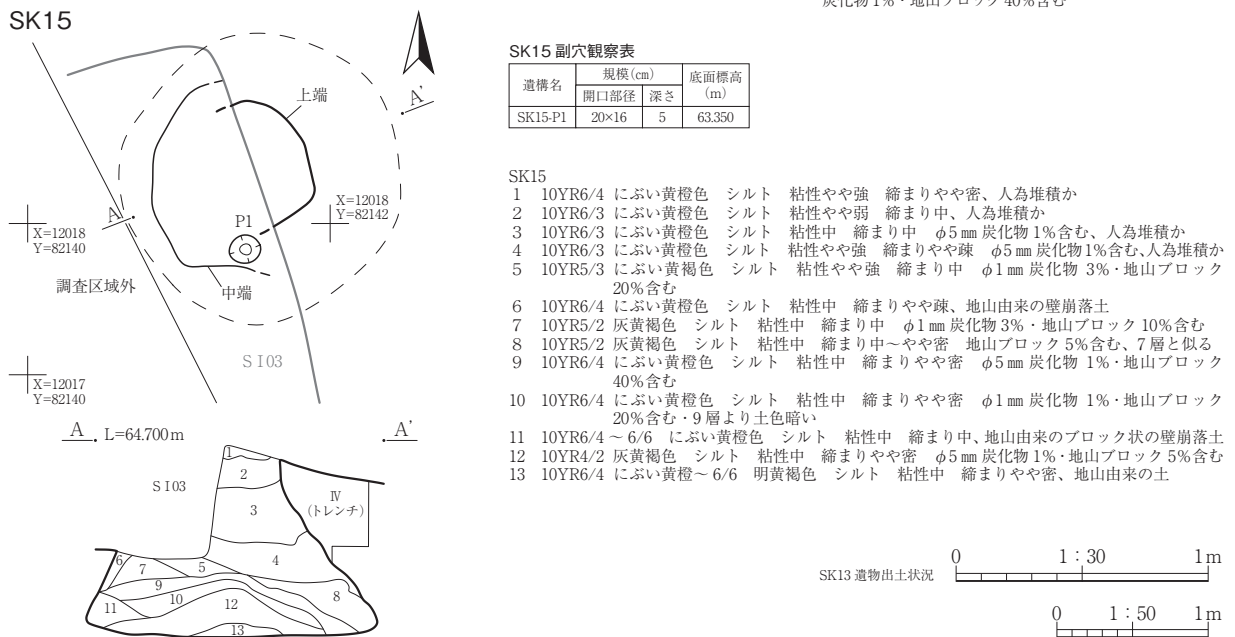 炭化物1%・地山ブロック40%含む
SK15
上端
A'
A
X=12018
Y=82142
P1
X=12018
Y=82140
調査区域外
中端
SI03
X=12017
Y=82140
A L=64.700m A'
1
2
SI03
3
Ⅳ
(トレンチ)
4
5
6
7
8
9
10
11
12
13
SK15副穴観察表
遺構名 規模(cm) 底面標高(m)
開口部径 深さ
SK15-P1 20×16 5 63.350
SK15
1 10YR6/4 にぶい黄橙色 シルト 粘性やや強 締まりやや密、人為堆積か
2 10YR6/3 にぶい黄橙色 シルト 粘性やや弱 締まり中、人為堆積か
3 10YR6/3 にぶい黄橙色 シルト 粘性中 締まり中 φ5㎜炭化物1%含む、人為堆積か
4 10YR6/3 にぶい黄橙色 シルト 粘性やや強 締まりやや疎 φ5㎜炭化物1%含む、人為堆積か
5 10YR5/3 にぶい黄褐色 シルト 粘性やや強 締まり中 φ1㎜炭化物 3%・地山ブロック
20%含む
6 10YR6/4 にぶい黄橙色 シルト 粘性中 締まりやや疎、地山由来の壁崩落土
7 10YR5/2 灰黄褐色 シルト 粘性中 締まり中 φ1㎜炭化物3%・地山ブロック10%含む
8 10YR5/2 灰黄褐色 シルト 粘性中 締まり中～やや密 地山ブロック5%含む、7層と似る
9 10YR6/4 にぶい黄橙色 シルト 粘性中 締まりやや密 φ5㎜炭化物 1%・地山ブロック
40%含む
10 10YR6/4 にぶい黄橙色 シルト 粘性中 締まりやや密 φ1㎜炭化物 1%・地山ブロック
20%含む・9層より土色暗い
11 10YR6/4～6/6 にぶい黄橙色 シルト 粘性中 締まり中、地山由来のブロック状の壁崩落土
12 10YR4/2 灰黄褐色 シルト 粘性中 締まりやや密 φ5㎜炭化物1%・地山ブロック5%含む
13 10YR6/4 にぶい黄橙～6/6 明黄褐色 シルト 粘性中 締まりやや密、地山由来の土
SK13遺物出土状況
0 1：30 1m
0 1：50 1m